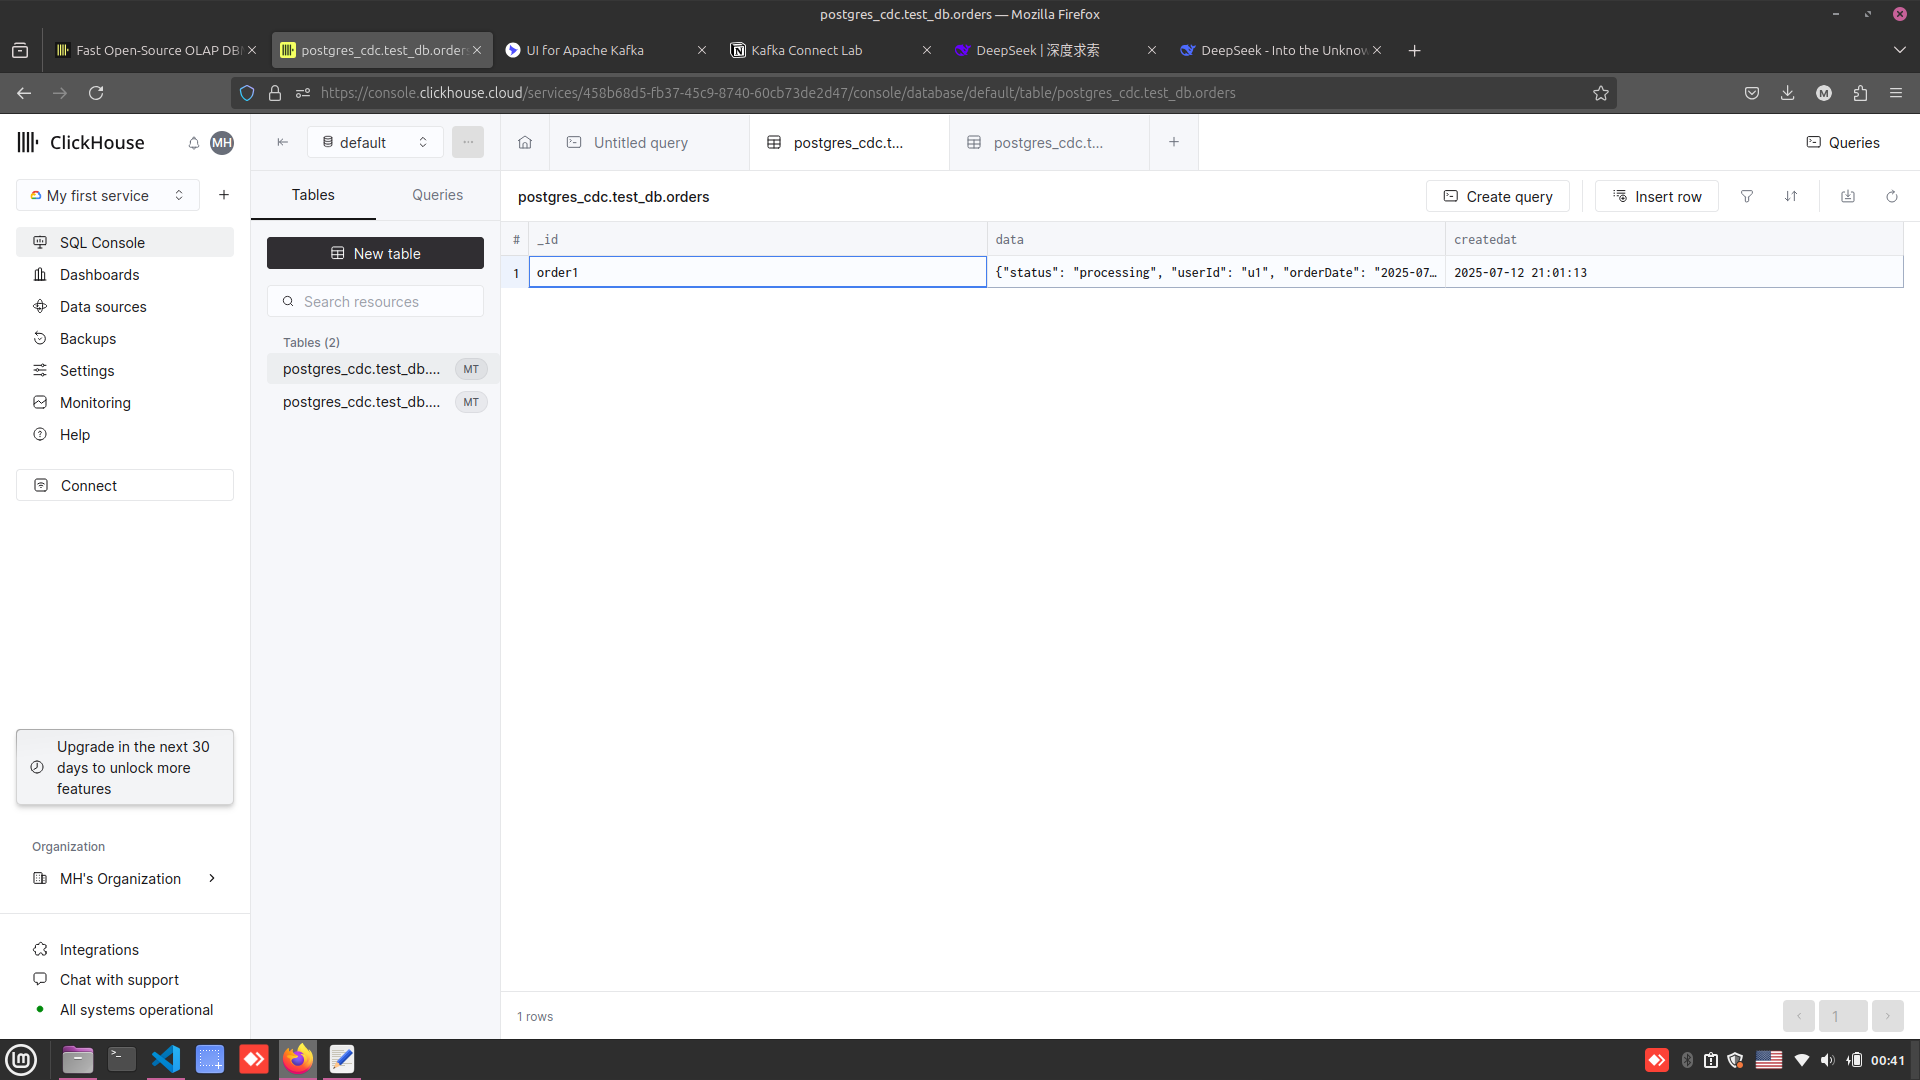 postgres_cdc.test_db.orders — Mozilla Firefox
Fast Open-Source OLAP DB
postgres_cdc.test_db.orders
UI for Apache Kafka
Kafka Connect Lab
DeepSeek | 深度求索
DeepSeek - Into the Unknow
https://console.clickhouse.cloud/services/458b68d5-fb37-45c9-8740-60cb73de2d47/console/database/default/table/postgres_cdc.test_db.orders
M
ClickHouse
MH
My first service
SQL Console
Dashboards
Data sources
Backups
Settings
Monitoring
Help
Connect
Upgrade in the next 30
days to unlock more
features
Organization
MH's Organization
Integrations
Chat with support
All systems operational
default
Tables
Queries
New table
Search resources
Tables (2)
postgres_cdc.test_db.... MT
postgres_cdc.test_db.... MT
Untitled query
postgres_cdc.t...
postgres_cdc.t...
Queries
postgres_cdc.test_db.orders
Create query
Insert row
# _id data createdat
1 order1 {"status": "processing", "userId": "u1", "orderDate": "2025-07… 2025-07-12 21:01:13
1 rows
1
00:41